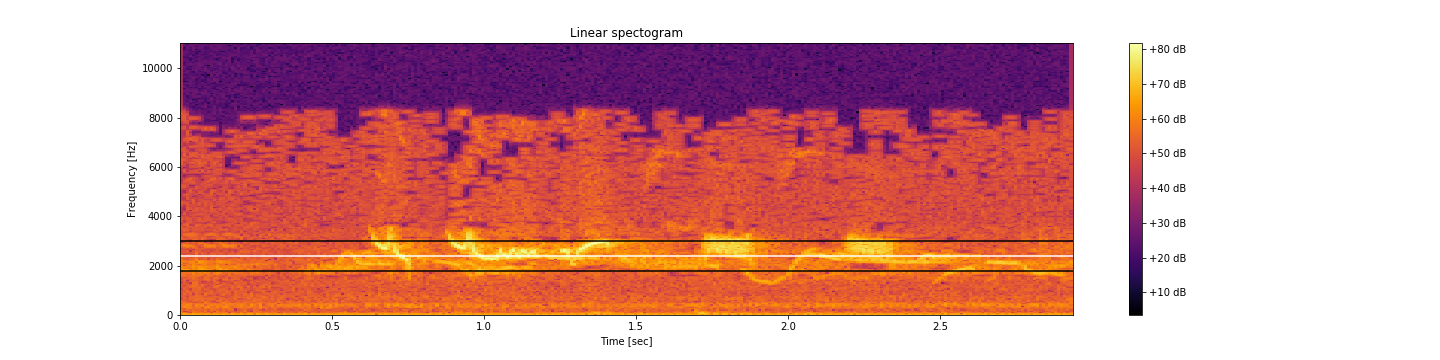 Linear spectogram
10000
8000
6000
4000
2000
0
Frequency [Hz]
0.0 0.5 1.0 1.5 2.0 2.5
Time [sec]
+80 dB
+70 dB
+60 dB
+50 dB
+40 dB
+30 dB
+20 dB
+10 dB